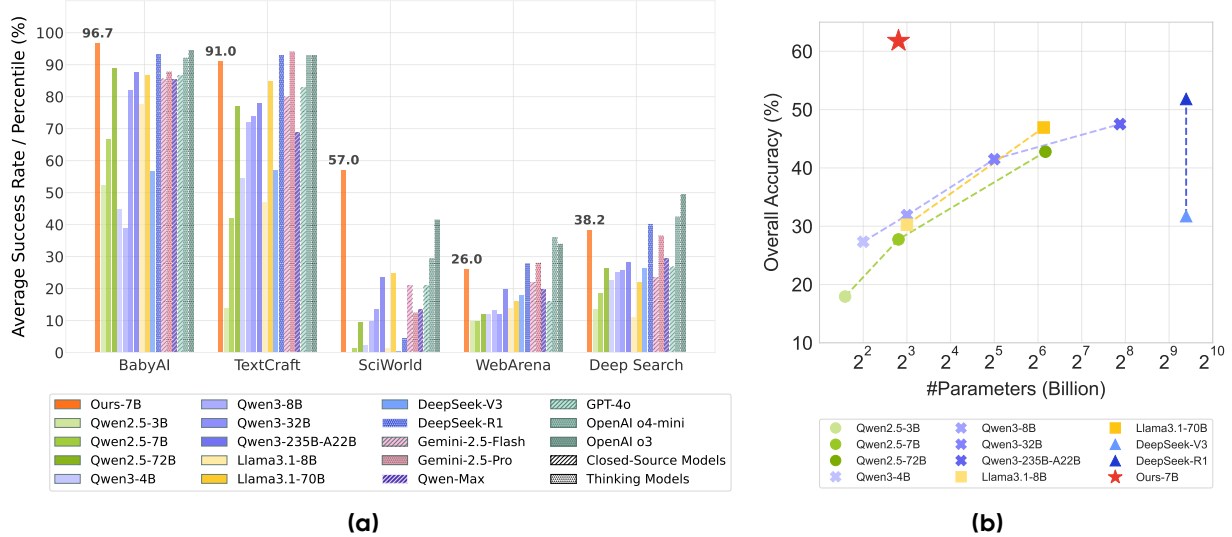 Average Success Rate / Percentile (%)
100
90
80
70
60
50
40
30
20
10
0
96.7
91.0
57.0
26.0
38.2
BabyAI TextCraft SciWorld WebArena Deep Search
Ours-7B Qwen3-8B DeepSeek-V3 GPT-4o
Qwen2.5-3B Qwen3-32B DeepSeek-R1 OpenAI o4-mini
Qwen2.5-7B Qwen3-235B-A22B Gemini-2.5-Flash OpenAI o3
Qwen2.5-72B Llama3.1-8B Gemini-2.5-Pro Closed-Source Models
Qwen3-4B Llama3.1-70B Qwen-Max Thinking Models
(a)
Overall Accuracy (%)
60
50
40
30
20
10
2^2 2^3 2^4 2^5 2^6 2^7 2^8 2^9 2^10
#Parameters (Billion)
Qwen2.5-3B Qwen3-8B Llama3.1-70B
Qwen2.5-7B Qwen3-32B DeepSeek-V3
Qwen2.5-72B Qwen3-235B-A22B DeepSeek-R1
Qwen3-4B Llama3.1-8B Ours-7B
(b)